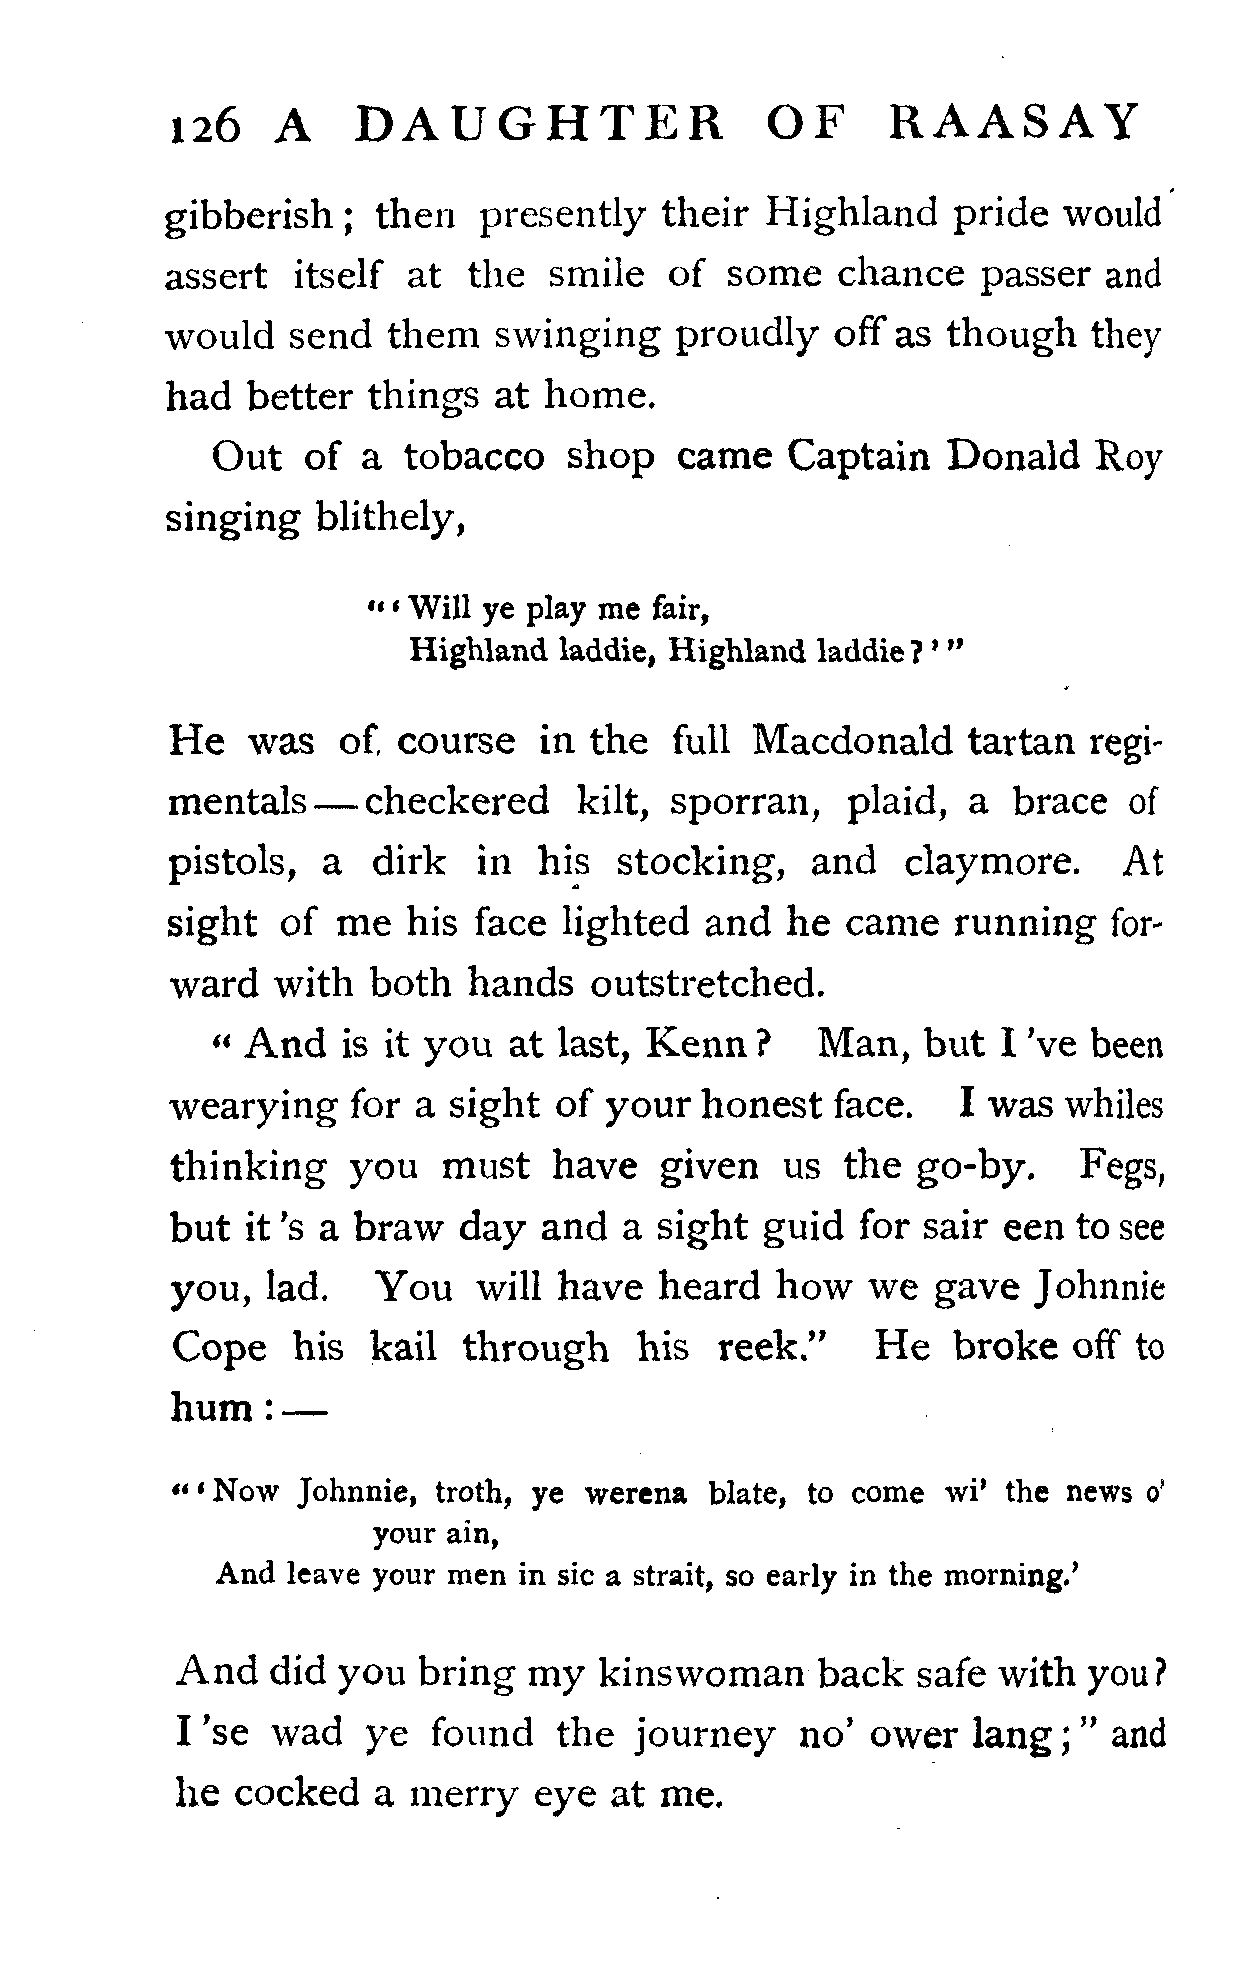 126 A DAUGHTER OF RAASAY
gibberish; then presently their Highland pride would
assert itself at the smile of some chance passer and
would send them swinging proudly off as though they
had better things at home.
Out of a tobacco shop came Captain Donald Roy
singing blithely,
"'Will ye play me fair,
Highland laddie, Highland laddie?'"
He was of course in the full Macdonald tartan regi-
mentals—checkered kilt, sporran, plaid, a brace of
pistols, a dirk in his stocking, and claymore. At
sight of me his face lighted and he came running for-
ward with both hands outstretched.
"And is it you at last, Kenn? Man, but I 've been
wearying for a sight of your honest face. I was whiles
thinking you must have given us the go-by. Fegs,
but it 's a braw day and a sight guid for sair een to see
you, lad. You will have heard how we gave Johnnie
Cope his kail through his reek." He broke off to
hum:—
"'Now Johnnie, troth, ye werena blate, to come wi' the news o'
your ain,
And leave your men in sic a strait, so early in the morning.'
And did you bring my kinswoman back safe with you?
I 'se wad ye found the journey no' ower lang;" and
he cocked a merry eye at me.